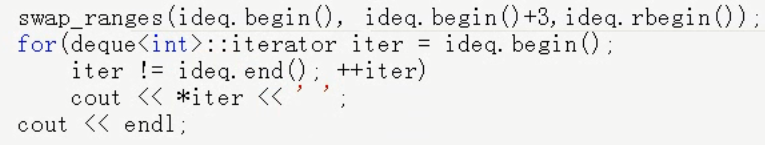 swap_ranges(ideq.begin(), ideq.begin()+3,ideq.rbegin());
for(deque<int>::iterator iter = ideq.begin();
iter != ideq.end(); ++iter)
cout << *iter << ' ';
cout << endl;